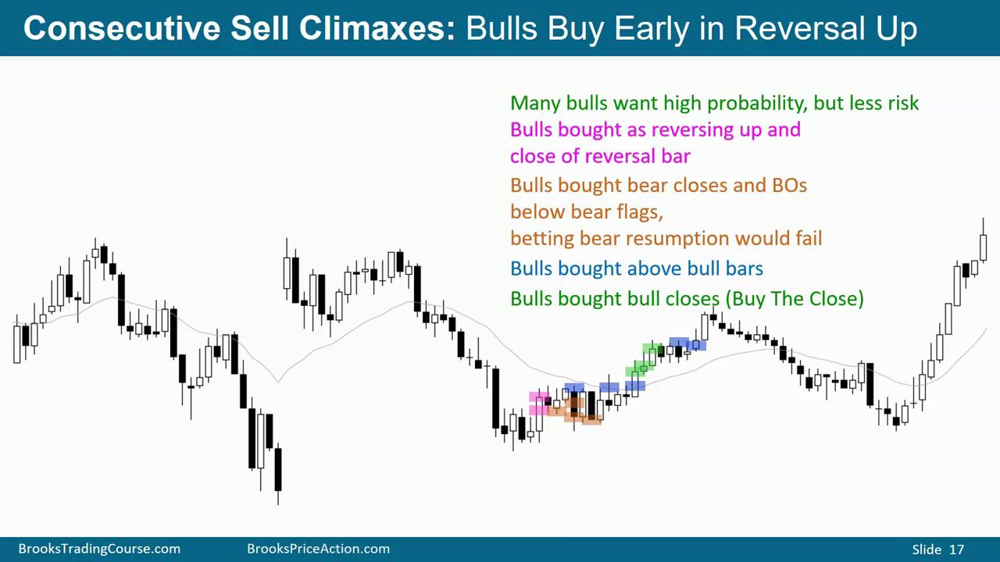 Consecutive Sell Climaxes: Bulls Buy Early in Reversal Up
Many bulls want high probability, but less risk
Bulls bought as reversing up and
close of reversal bar
Bulls bought bear closes and BOs
below bear flags,
betting bear resumption would fail
Bulls bought above bull bars
Bulls bought bull closes (Buy The Close)
BrooksTradingCourse.com
BrooksPriceAction.com
Slide 17